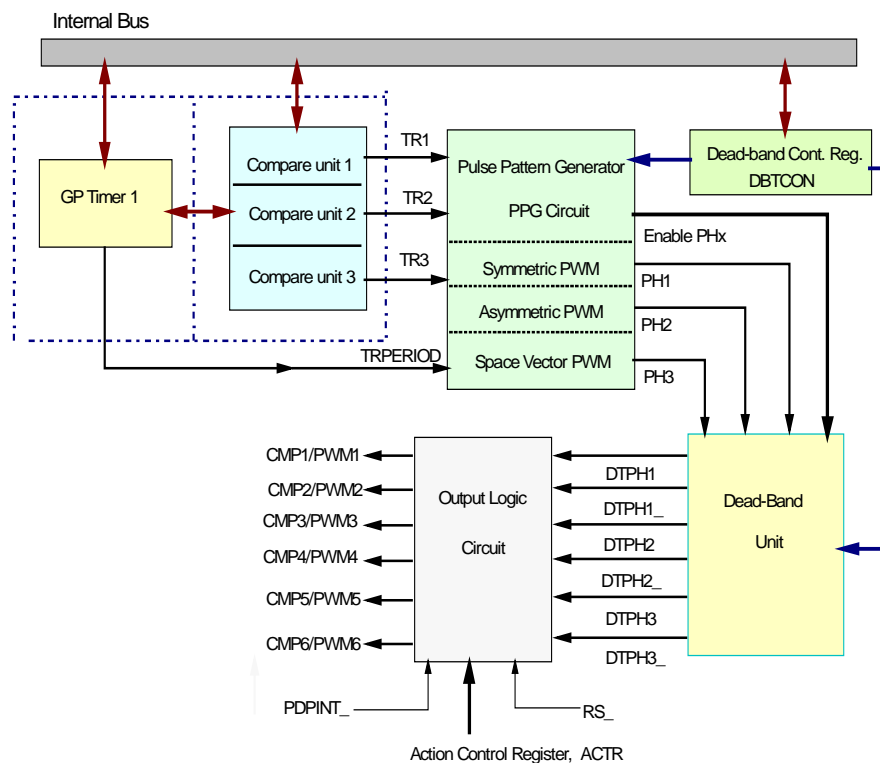 Internal Bus
GP Timer 1
Compare unit 1
Compare unit 2
Compare unit 3
TR1
TR2
TR3
TRPERIOD
Pulse Pattern Generator
PPG Circuit
Symmetric PWM
Asymmetric PWM
Space Vector PWM
Dead-band Cont. Reg.
DBTCON
Enable PHx
PH1
PH2
PH3
CMP1/PWM1
CMP2/PWM2
CMP3/PWM3
CMP4/PWM4
CMP5/PWM5
CMP6/PWM6
Output Logic
Circuit
DTPH1
DTPH1_
DTPH2
DTPH2_
DTPH3
DTPH3_
Dead-Band
Unit
PDPINT_
RS_
Action Control Register, ACTR